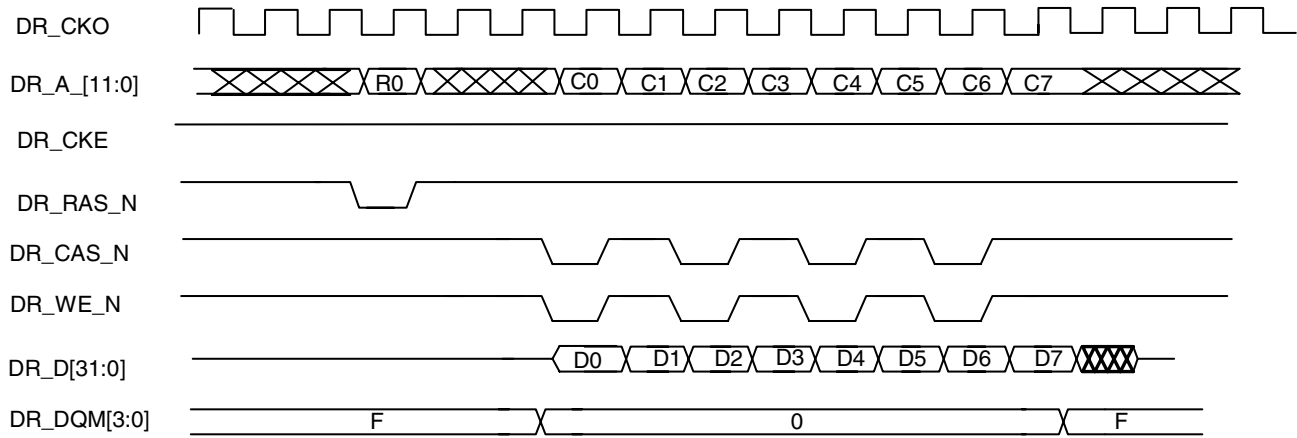 DR_CKO
DR_A_[11:0] R0 C0 C1 C2 C3 C4 C5 C6 C7
DR_CKE
DR_RAS_N
DR_CAS_N
DR_WE_N
DR_D[31:0] D0 D1 D2 D3 D4 D5 D6 D7
DR_DQM[3:0] F 0 F